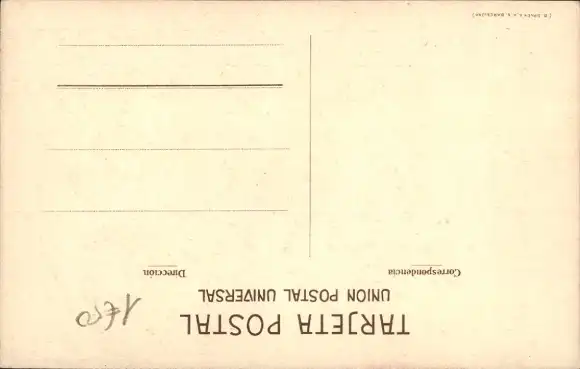 TARJETA POSTAL
UNION POSTAL UNIVERSAL
Correspondencia
Dirección